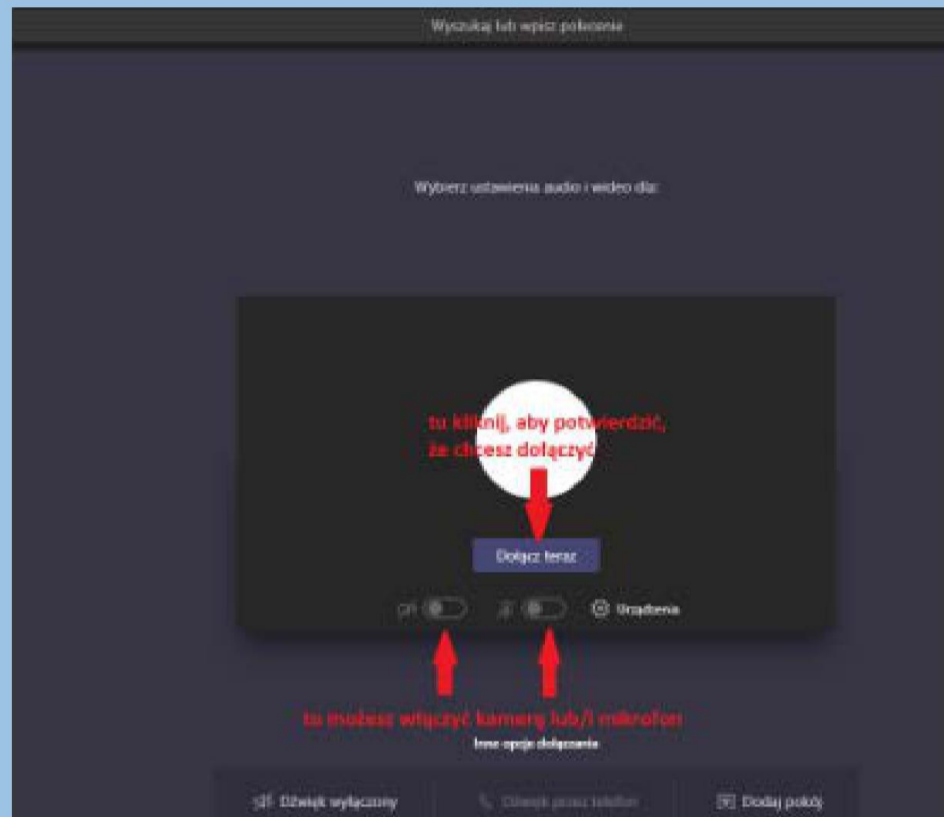 Wyszukaj lub wpisz polecenie
Wybierz ustawienia audio i wideo dla:
tu kliknij, aby potwierdzić,
że chcesz dołączyć
Dołącz teraz
Urządzenia
tu możesz włączyć kamerę lub/i mikrofon
Inne opcje dołączania
Dźwięk wyłączony
Dźwięk przez telefon
Dodaj pokój